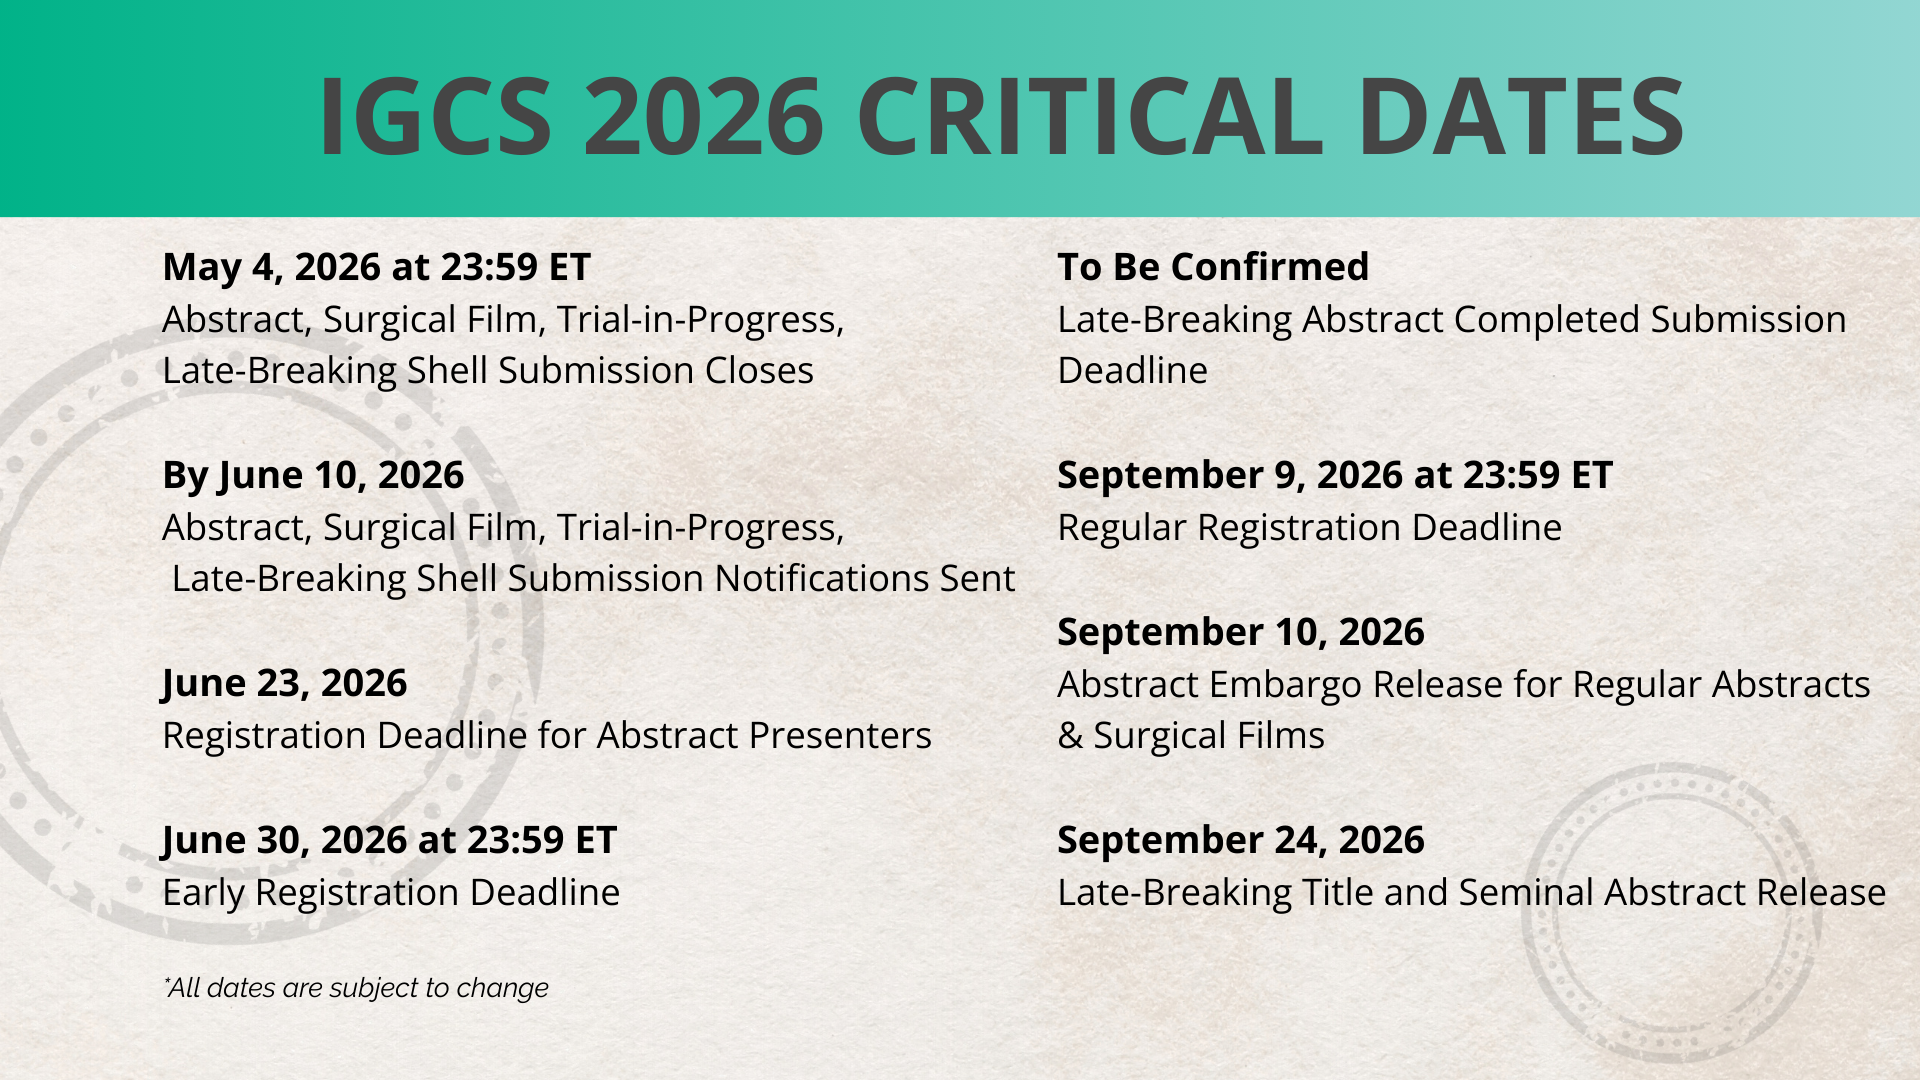 IGCS 2026 CRITICAL DATES
May 4, 2026 at 23:59 ET
Abstract, Surgical Film, Trial-in-Progress,
Late-Breaking Shell Submission Closes
By June 10, 2026
Abstract, Surgical Film, Trial-in-Progress,
Late-Breaking Shell Submission Notifications Sent
June 23, 2026
Registration Deadline for Abstract Presenters
June 30, 2026 at 23:59 ET
Early Registration Deadline
*All dates are subject to change
To Be Confirmed
Late-Breaking Abstract Completed Submission
Deadline
September 9, 2026 at 23:59 ET
Regular Registration Deadline
September 10, 2026
Abstract Embargo Release for Regular Abstracts
& Surgical Films
September 24, 2026
Late-Breaking Title and Seminal Abstract Release